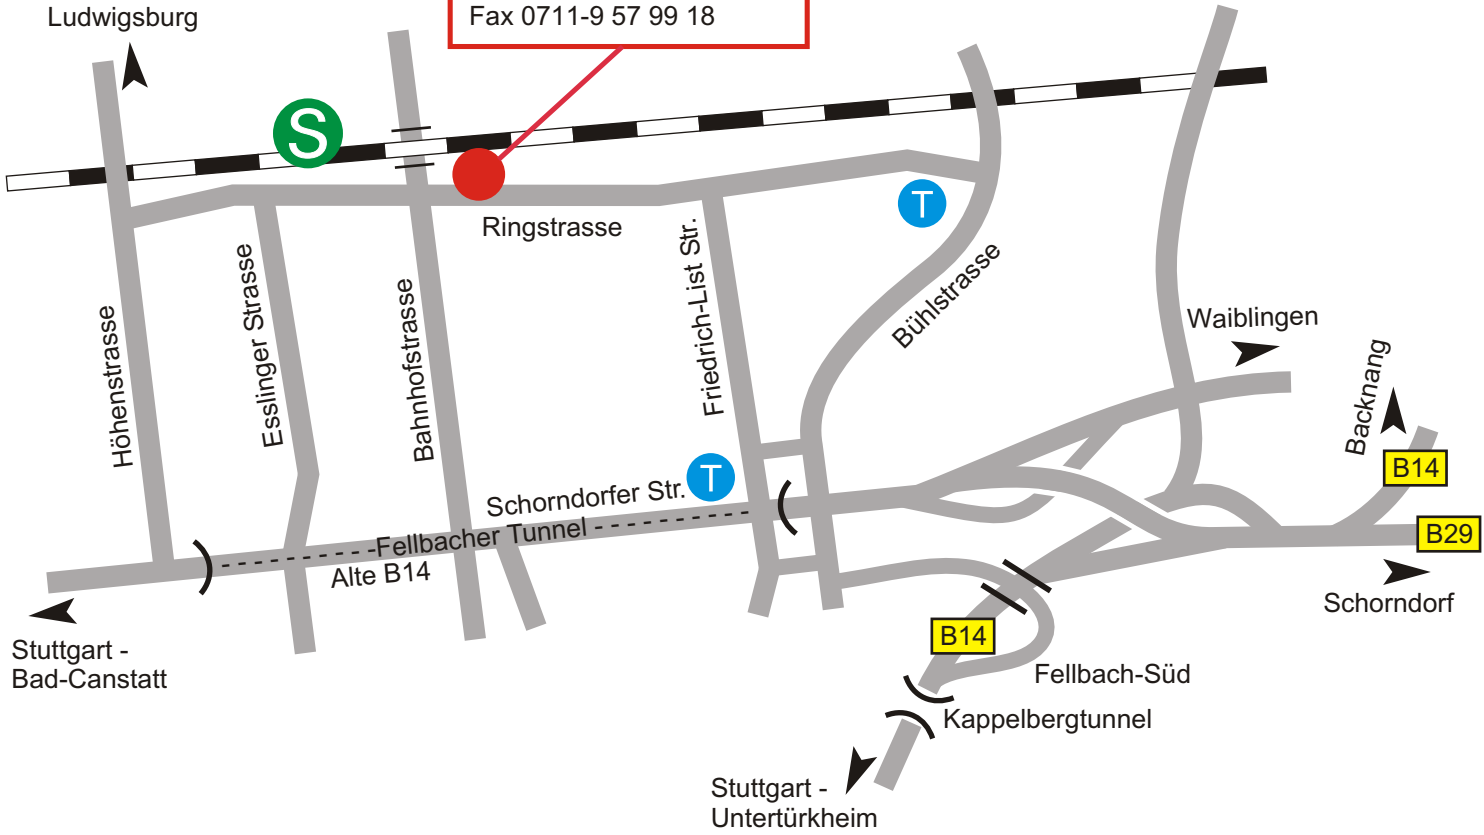 Ludwigsburg
Fax 0711-9 57 99 18
S
T
Ringstrasse
Höhenstrasse
Esslinger Strasse
Bahnhofstrasse
Friedrich-List Str.
Bühlstrasse
Waiblingen
Backnang
B14
B29
Schorndorf
T
Schorndorfer Str.
Fellbacher Tunnel
Alte B14
Stuttgart -
Bad-Canstatt
B14
Fellbach-Süd
Kappelbergtunnel
Stuttgart -
Untertürkheim